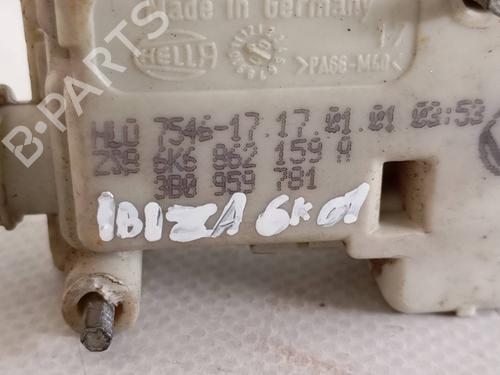 Made in Germany
HELLA
>PA66-M40<
HLO 7546-17 17.01.01 03:53
ZSB 6K6 862 159 A
3B0 959 781
IBIZA 6K 01
B-PARTS